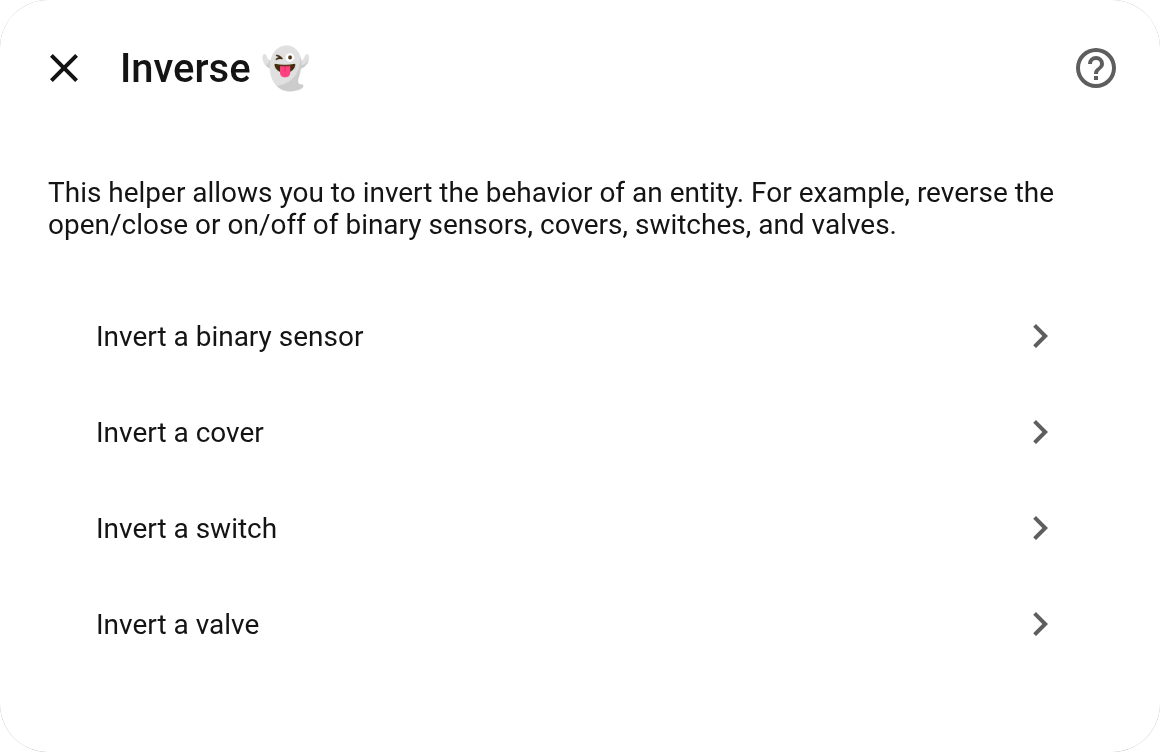 Inverse 👻
This helper allows you to invert the behavior of an entity. For example, reverse the
open/close or on/off of binary sensors, covers, switches, and valves.
Invert a binary sensor
Invert a cover
Invert a switch
Invert a valve